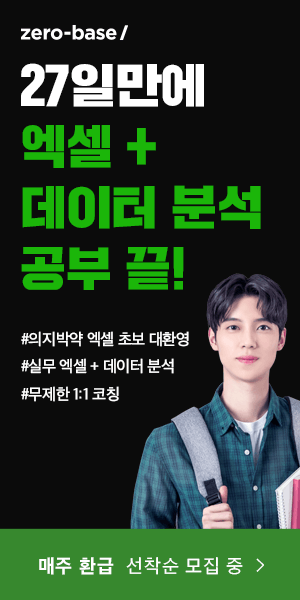 zero-base/
27일만에
엑셀 +
데이터 분석
공부 끝!
#의지박약 엑셀 초보 대환영
#실무 엑셀 + 데이터 분석
#무제한 1:1 코칭
매주 환급 선착순 모집 중 >